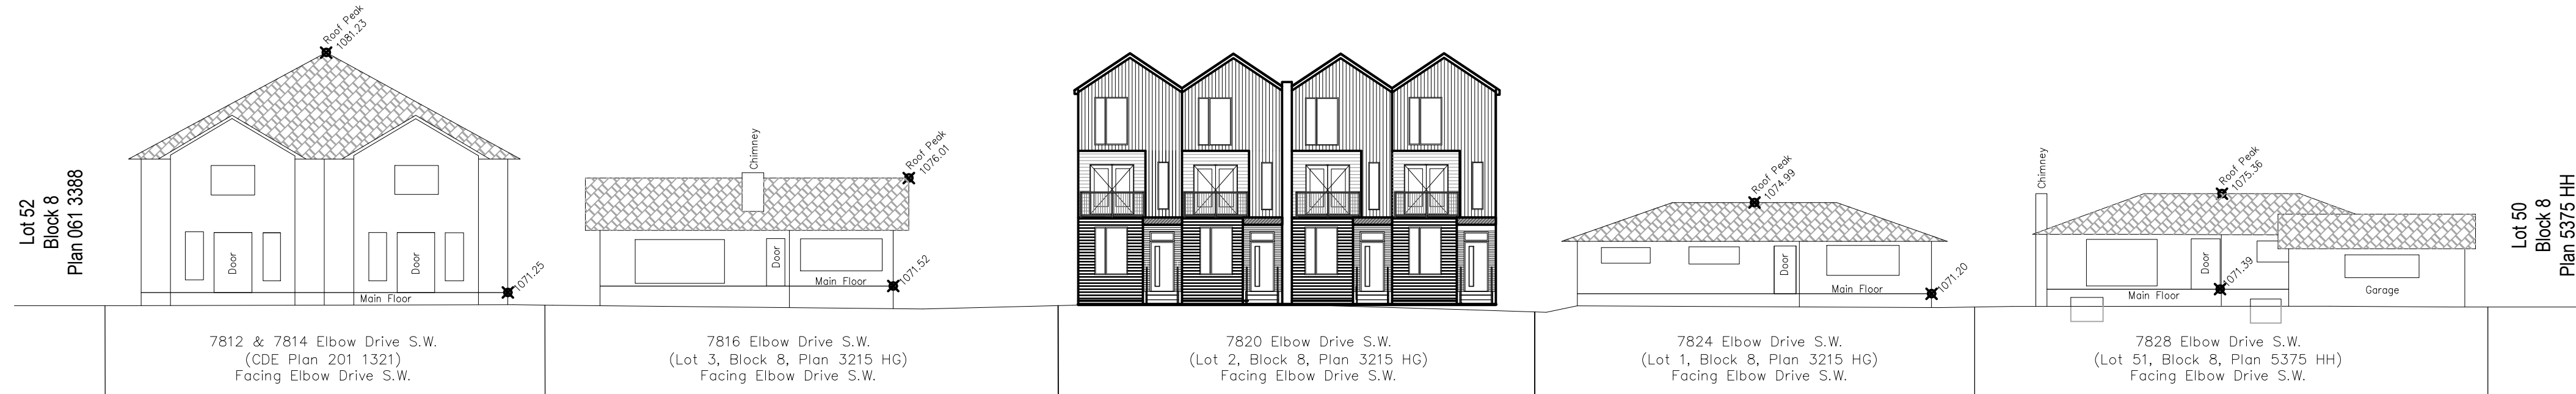 Lot 52
Block 8
Plan 061 3388
Roof Peak
1081.23
Door
Door
Main Floor
1071.25
7812 & 7814 Elbow Drive S.W.
(CDE Plan 201 1321)
Facing Elbow Drive S.W.
Chimney
Roof Peak
1076.01
Door
Main Floor
1071.52
7816 Elbow Drive S.W.
(Lot 3, Block 8, Plan 3215 HG)
Facing Elbow Drive S.W.
7820 Elbow Drive S.W.
(Lot 2, Block 8, Plan 3215 HG)
Facing Elbow Drive S.W.
Roof Peak
1074.99
Door
Main Floor
1071.20
7824 Elbow Drive S.W.
(Lot 1, Block 8, Plan 3215 HG)
Facing Elbow Drive S.W.
Chimney
Roof Peak
1075.36
Door
1071.39
Main Floor
Garage
7828 Elbow Drive S.W.
(Lot 51, Block 8, Plan 5375 HH)
Facing Elbow Drive S.W.
Lot 50
Block 8
Plan 5375 HH